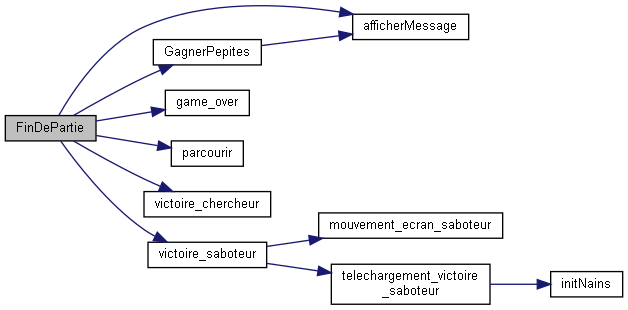 afficherMessage
GagnerPepites
game_over
FinDePartie
parcourir
victoire_chercheur
mouvement_ecran_saboteur
victoire_saboteur
telechargement_victoire
_saboteur
initNains